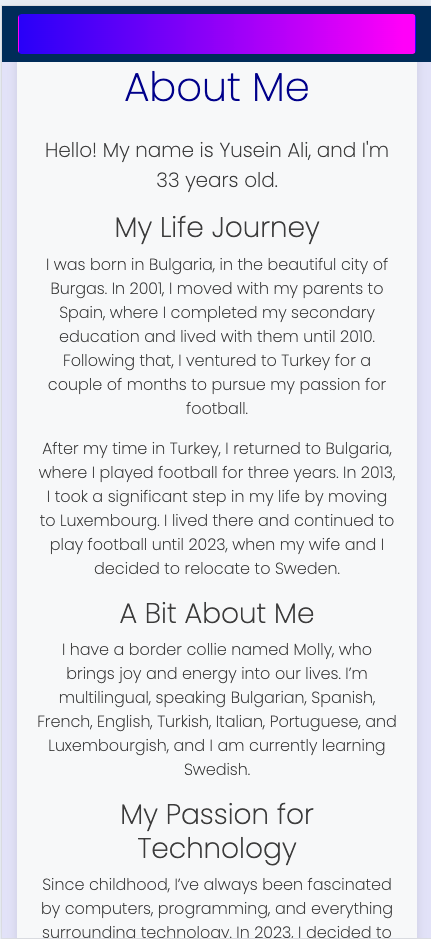 About Me
Hello! My name is Yusein Ali, and I'm
33 years old.
My Life Journey
I was born in Bulgaria, in the beautiful city of
Burgas. In 2001, I moved with my parents to
Spain, where I completed my secondary
education and lived with them until 2010.
Following that, I ventured to Turkey for a
couple of months to pursue my passion for
football.
After my time in Turkey, I returned to Bulgaria,
where I played football for three years. In 2013,
I took a significant step in my life by moving
to Luxembourg. I lived there and continued to
play football until 2023, when my wife and I
decided to relocate to Sweden.
A Bit About Me
I have a border collie named Molly, who
brings joy and energy into our lives. I’m
multilingual, speaking Bulgarian, Spanish,
French, English, Turkish, Italian, Portuguese, and
Luxembourgish, and I am currently learning
Swedish.
My Passion for
Technology
Since childhood, I’ve always been fascinated
by computers, programming, and everything
surrounding technology. In 2023, I decided to